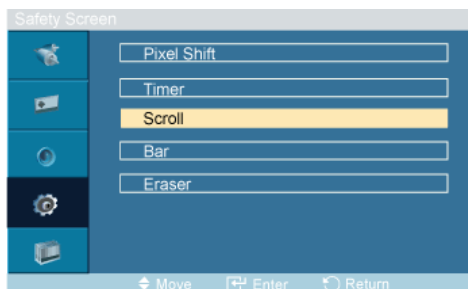 Safety Screen
Pixel Shift
Timer
Scroll
Bar
Eraser
Move Enter Return